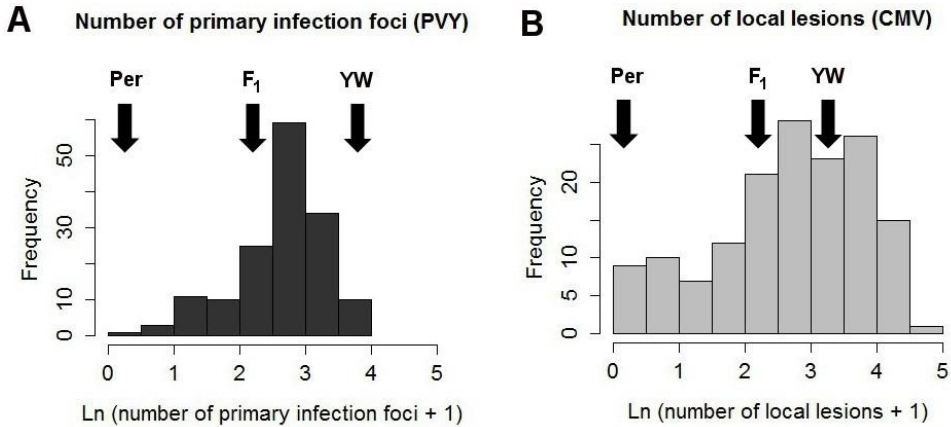 A
Number of primary infection foci (PVY)
Per
F1
YW
Frequency
50
30
10
0
0 1 2 3 4 5
Ln (number of primary infection foci + 1)
B
Number of local lesions (CMV)
Per
F1
YW
Frequency
20
10
5
0
0 1 2 3 4 5
Ln (number of local lesions + 1)